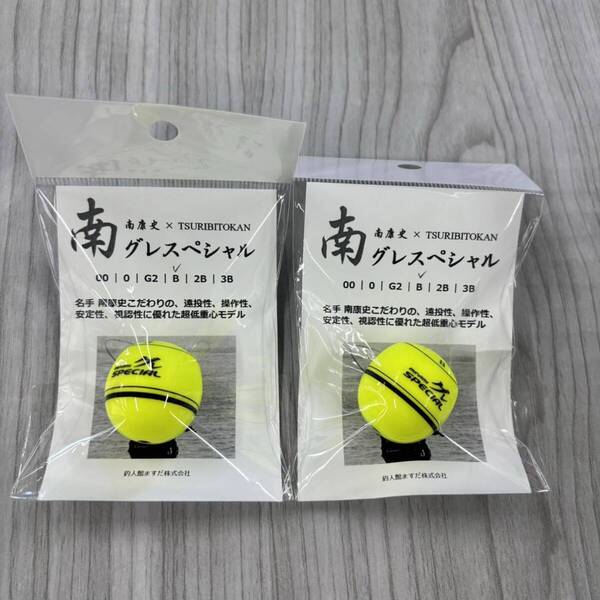 南 南康史 × TSURIBITOKAN
グレスペシャル
00 | 0 | G2 | B | 2B | 3B
名手 南康史こだわりの、遠投性、操作性、
安定性、視認性に優れた超低重心モデル
SPECIAL
釣人館ますだ株式会社
南 南康史 × TSURIBITOKAN
グレスペシャル
00 | 0 | G2 | B | 2B | 3B
名手 南康史こだわりの、遠投性、操作性、
安定性、視認性に優れた超低重心モデル
B
SPECIAL
釣人館ますだ株式会社